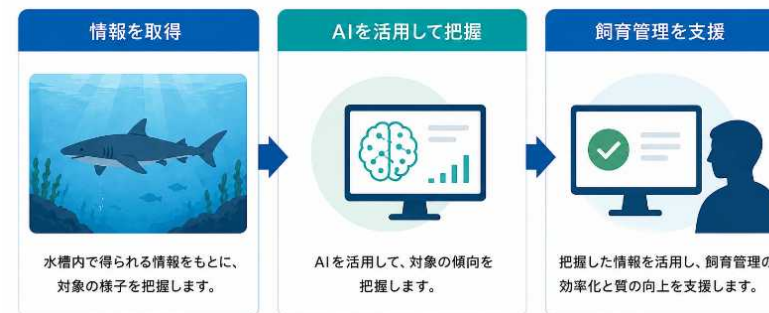 情報を取得
水槽内で得られる情報をもとに、
対象の様子を把握します。
AIを活用して把握
AIを活用して、対象の傾向を
把握します。
飼育管理を支援
把握した情報を活用し、飼育管理の
効率化と質の向上を支援します。